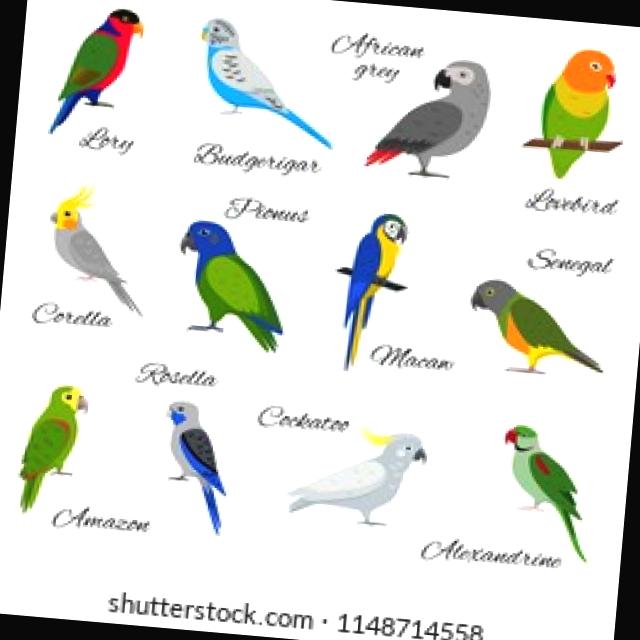 African
grey
Lory
Budgerigar
Lovebird
Pionus
Senegal
Corella
Macaw
Rosella
Cockatoo
Amazon
Alexandrine
shutterstock.com · 1148714558